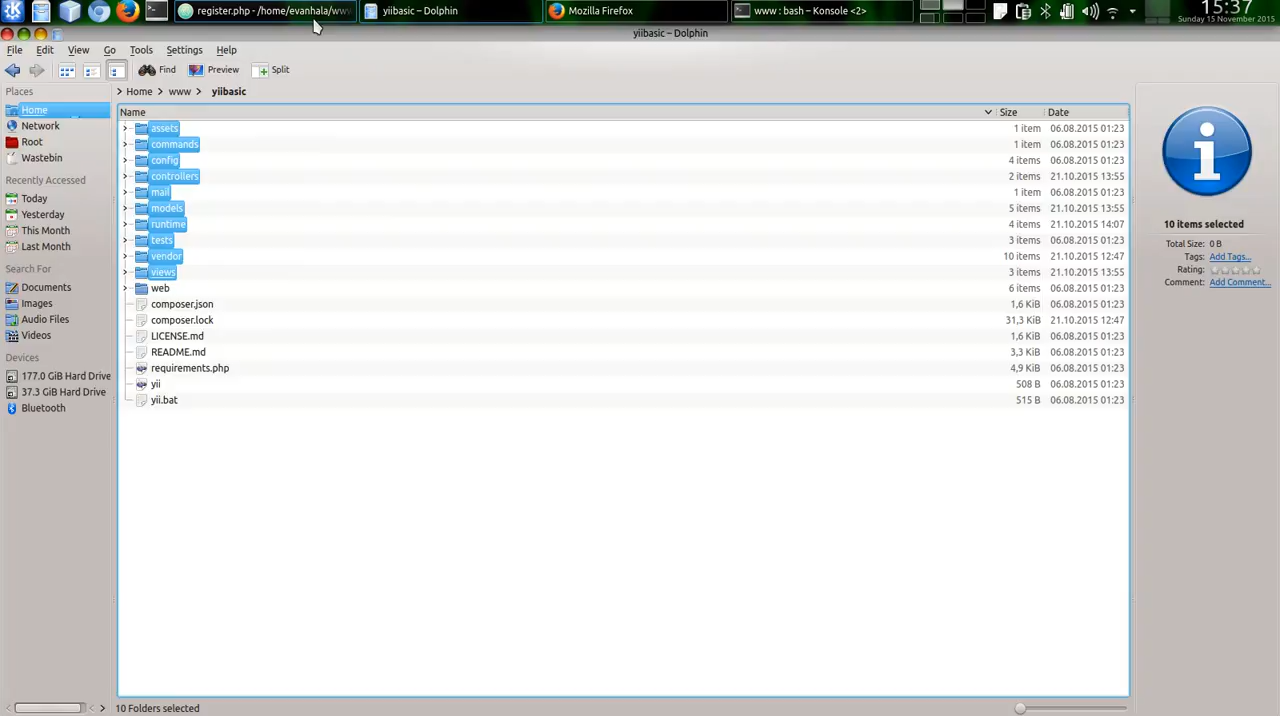 register.php - /home/evanhala/ww
yiibasic – Dolphin
Mozilla Firefox
www : bash – Konsole <2>
15:37
Sunday 15 November 2015
yiibasic – Dolphin
File Edit View Go Tools Settings Help
Find Preview Split
Places
Home
Network
Root
Wastebin
Recently Accessed
Today
Yesterday
This Month
Last Month
Search For
Documents
Images
Audio Files
Videos
Devices
177.0 GiB Hard Drive
37.3 GiB Hard Drive
Bluetooth
Home www yiibasic
Name Size Date
assets 1 item 06.08.2015 01:23
commands 1 item 06.08.2015 01:23
config 4 items 06.08.2015 01:23
controllers 2 items 21.10.2015 13:55
mail 1 item 06.08.2015 01:23
models 5 items 21.10.2015 13:55
runtime 4 items 21.10.2015 14:07
tests 3 items 06.08.2015 01:23
vendor 10 items 21.10.2015 12:47
views 3 items 21.10.2015 13:55
web 6 items 06.08.2015 01:23
composer.json 1,6 KiB 06.08.2015 01:23
composer.lock 31,3 KiB 21.10.2015 12:47
LICENSE.md 1,6 KiB 06.08.2015 01:23
README.md 3,3 KiB 06.08.2015 01:23
requirements.php 4,9 KiB 06.08.2015 01:23
yii 508 B 06.08.2015 01:23
yii.bat 515 B 06.08.2015 01:23
10 items selected
Total Size: 0 B
Tags: Add Tags...
Rating:
Comment: Add Comment...
10 Folders selected